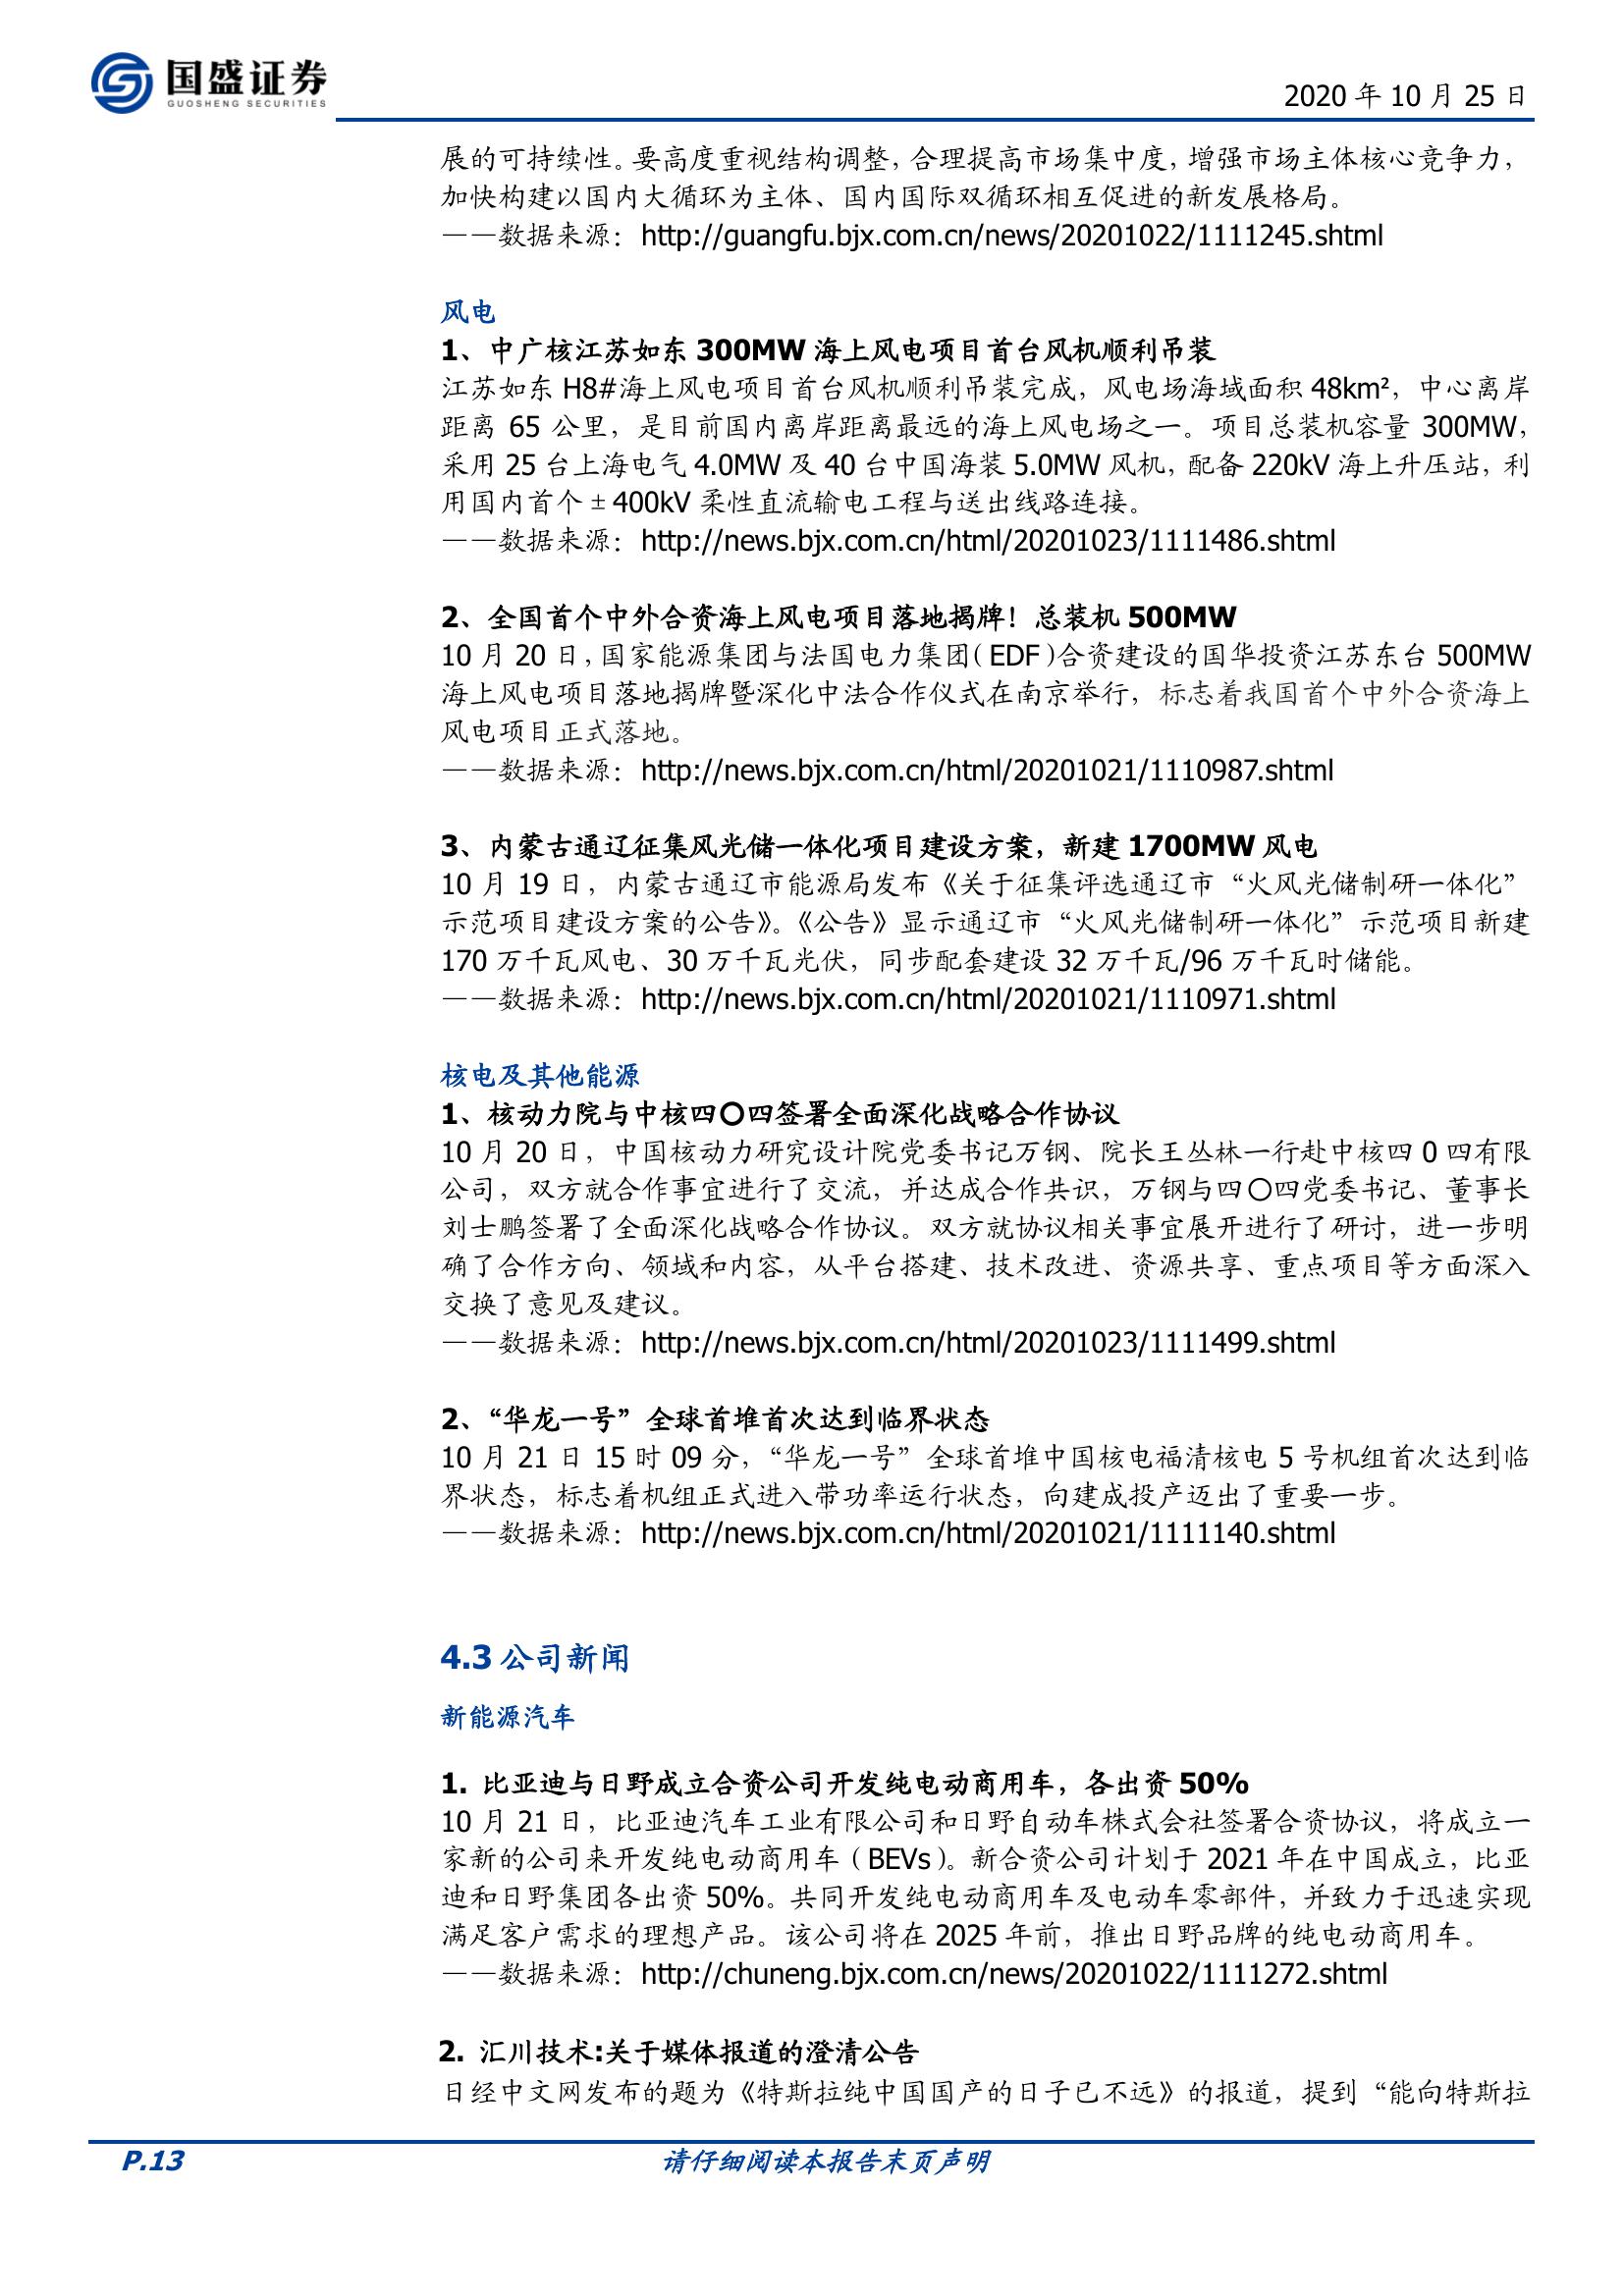 国盛证券
GUOSHENG SECURITIES
2020 年 10 月 25 日
展的可持续性。要高度重视结构调整，合理提高市场集中度，增强市场主体核心竞争力，
加快构建以国内大循环为主体、国内国际双循环相互促进的新发展格局。
——数据来源：http://guangfu.bjx.com.cn/news/20201022/1111245.shtml
风电
1、中广核江苏如东 300MW 海上风电项目首台风机顺利吊装
江苏如东 H8#海上风电项目首台风机顺利吊装完成，风电场海域面积 48km²，中心离岸
距离 65 公里，是目前国内离岸距离最远的海上风电场之一。项目总装机容量 300MW，
采用 25 台上海电气 4.0MW 及 40 台中国海装 5.0MW 风机，配备 220kV 海上升压站，利
用国内首个±400kV 柔性直流输电工程与送出线路连接。
——数据来源：http://news.bjx.com.cn/html/20201023/1111486.shtml
2、全国首个中外合资海上风电项目落地揭牌！总装机 500MW
10 月 20 日，国家能源集团与法国电力集团（EDF）合资建设的国华投资江苏东台 500MW
海上风电项目落地揭牌暨深化中法合作仪式在南京举行，标志着我国首个中外合资海上
风电项目正式落地。
——数据来源：http://news.bjx.com.cn/html/20201021/1110987.shtml
3、内蒙古通辽征集风光储一体化项目建设方案，新建 1700MW 风电
10 月 19 日，内蒙古通辽市能源局发布《关于征集评选通辽市“火风光储制研一体化”
示范项目建设方案的公告》。《公告》显示通辽市“火风光储制研一体化”示范项目新建
170 万千瓦风电、30 万千瓦光伏，同步配套建设 32 万千瓦/96 万千瓦时储能。
——数据来源：http://news.bjx.com.cn/html/20201021/1110971.shtml
核电及其他能源
1、核动力院与中核四〇四签署全面深化战略合作协议
10 月 20 日，中国核动力研究设计院党委书记万钢、院长王丛林一行赴中核四 0 四有限
公司，双方就合作事宜进行了交流，并达成合作共识，万钢与四〇四党委书记、董事长
刘士鹏签署了全面深化战略合作协议。双方就协议相关事宜展开进行了研讨，进一步明
确了合作方向、领域和内容，从平台搭建、技术改进、资源共享、重点项目等方面深入
交换了意见及建议。
——数据来源：http://news.bjx.com.cn/html/20201023/1111499.shtml
2、“华龙一号”全球首堆首次达到临界状态
10 月 21 日 15 时 09 分，“华龙一号”全球首堆中国核电福清核电 5 号机组首次达到临
界状态，标志着机组正式进入带功率运行状态，向建成投产迈出了重要一步。
——数据来源：http://news.bjx.com.cn/html/20201021/1111140.shtml
4.3 公司新闻
新能源汽车
1. 比亚迪与日野成立合资公司开发纯电动商用车，各出资 50%
10 月 21 日，比亚迪汽车工业有限公司和日野自动车株式会社签署合资协议，将成立一
家新的公司来开发纯电动商用车（BEVs）。新合资公司计划于 2021 年在中国成立，比亚
迪和日野集团各出资 50%。共同开发纯电动商用车及电动车零部件，并致力于迅速实现
满足客户需求的理想产品。该公司将在 2025 年前，推出日野品牌的纯电动商用车。
——数据来源：http://chuneng.bjx.com.cn/news/20201022/1111272.shtml
2. 汇川技术:关于媒体报道的澄清公告
日经中文网发布的题为《特斯拉纯中国国产的日子已不远》的报道，提到“能向特斯拉
P.13
请仔细阅读本报告末页声明